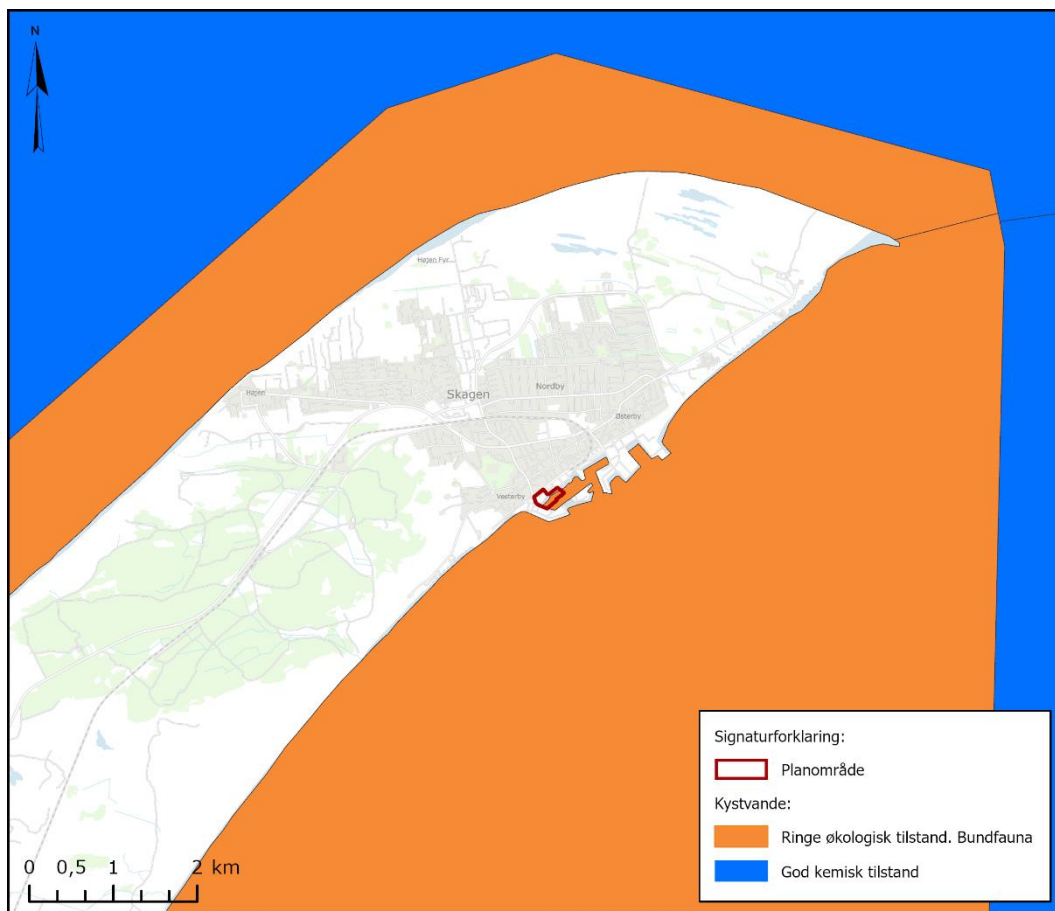 N
Højen Fyr
Skagen
Nordby
Højen
Østerby
Vesterby
Signaturforklaring:
Planområde
Kystvande:
Ringe økologisk tilstand. Bundfauna
God kemisk tilstand
0 0,5 1 2 km